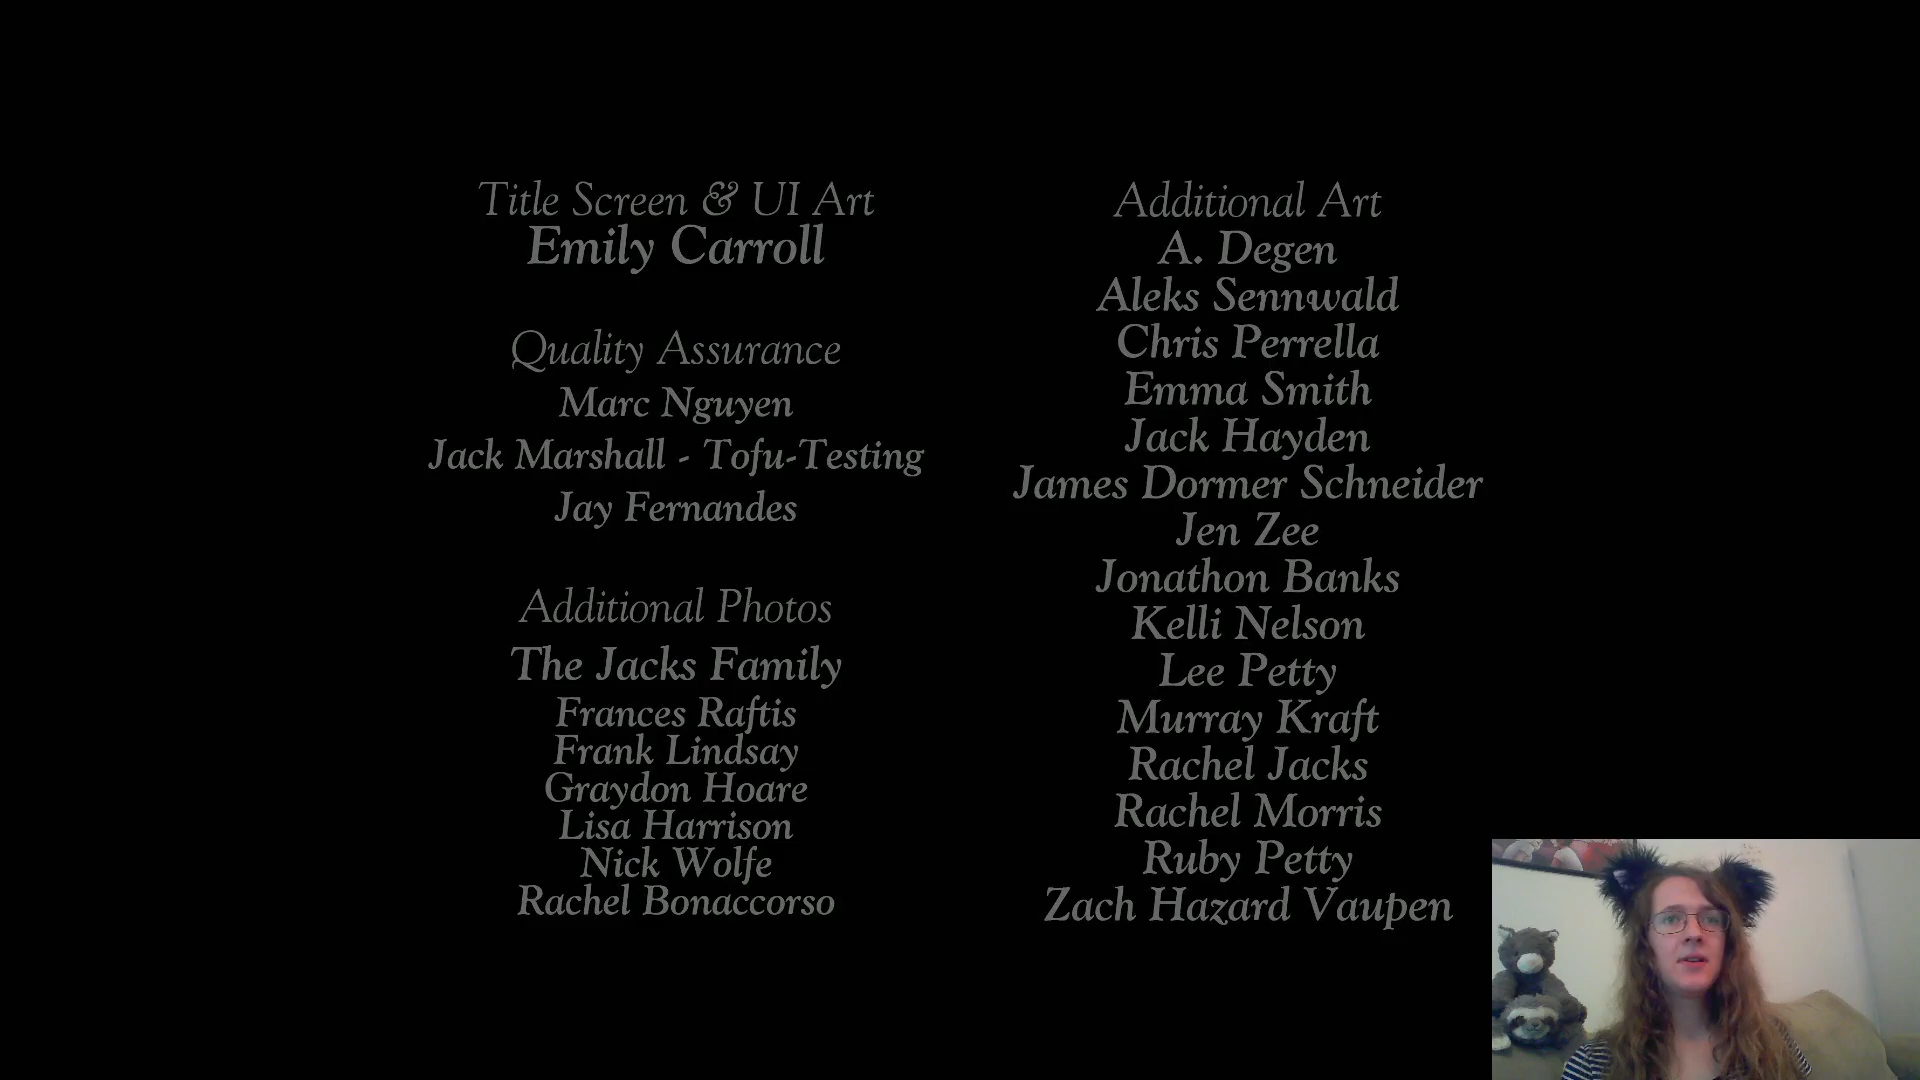 Title Screen & UI Art
Emily Carroll
Quality Assurance
Marc Nguyen
Jack Marshall - Tofu-Testing
Jay Fernandes
Additional Photos
The Jacks Family
Frances Raftis
Frank Lindsay
Graydon Hoare
Lisa Harrison
Nick Wolfe
Rachel Bonaccorso
Additional Art
A. Degen
Aleks Sennwald
Chris Perrella
Emma Smith
Jack Hayden
James Dormer Schneider
Jen Zee
Jonathon Banks
Kelli Nelson
Lee Petty
Murray Kraft
Rachel Jacks
Rachel Morris
Ruby Petty
Zach Hazard Vaupen